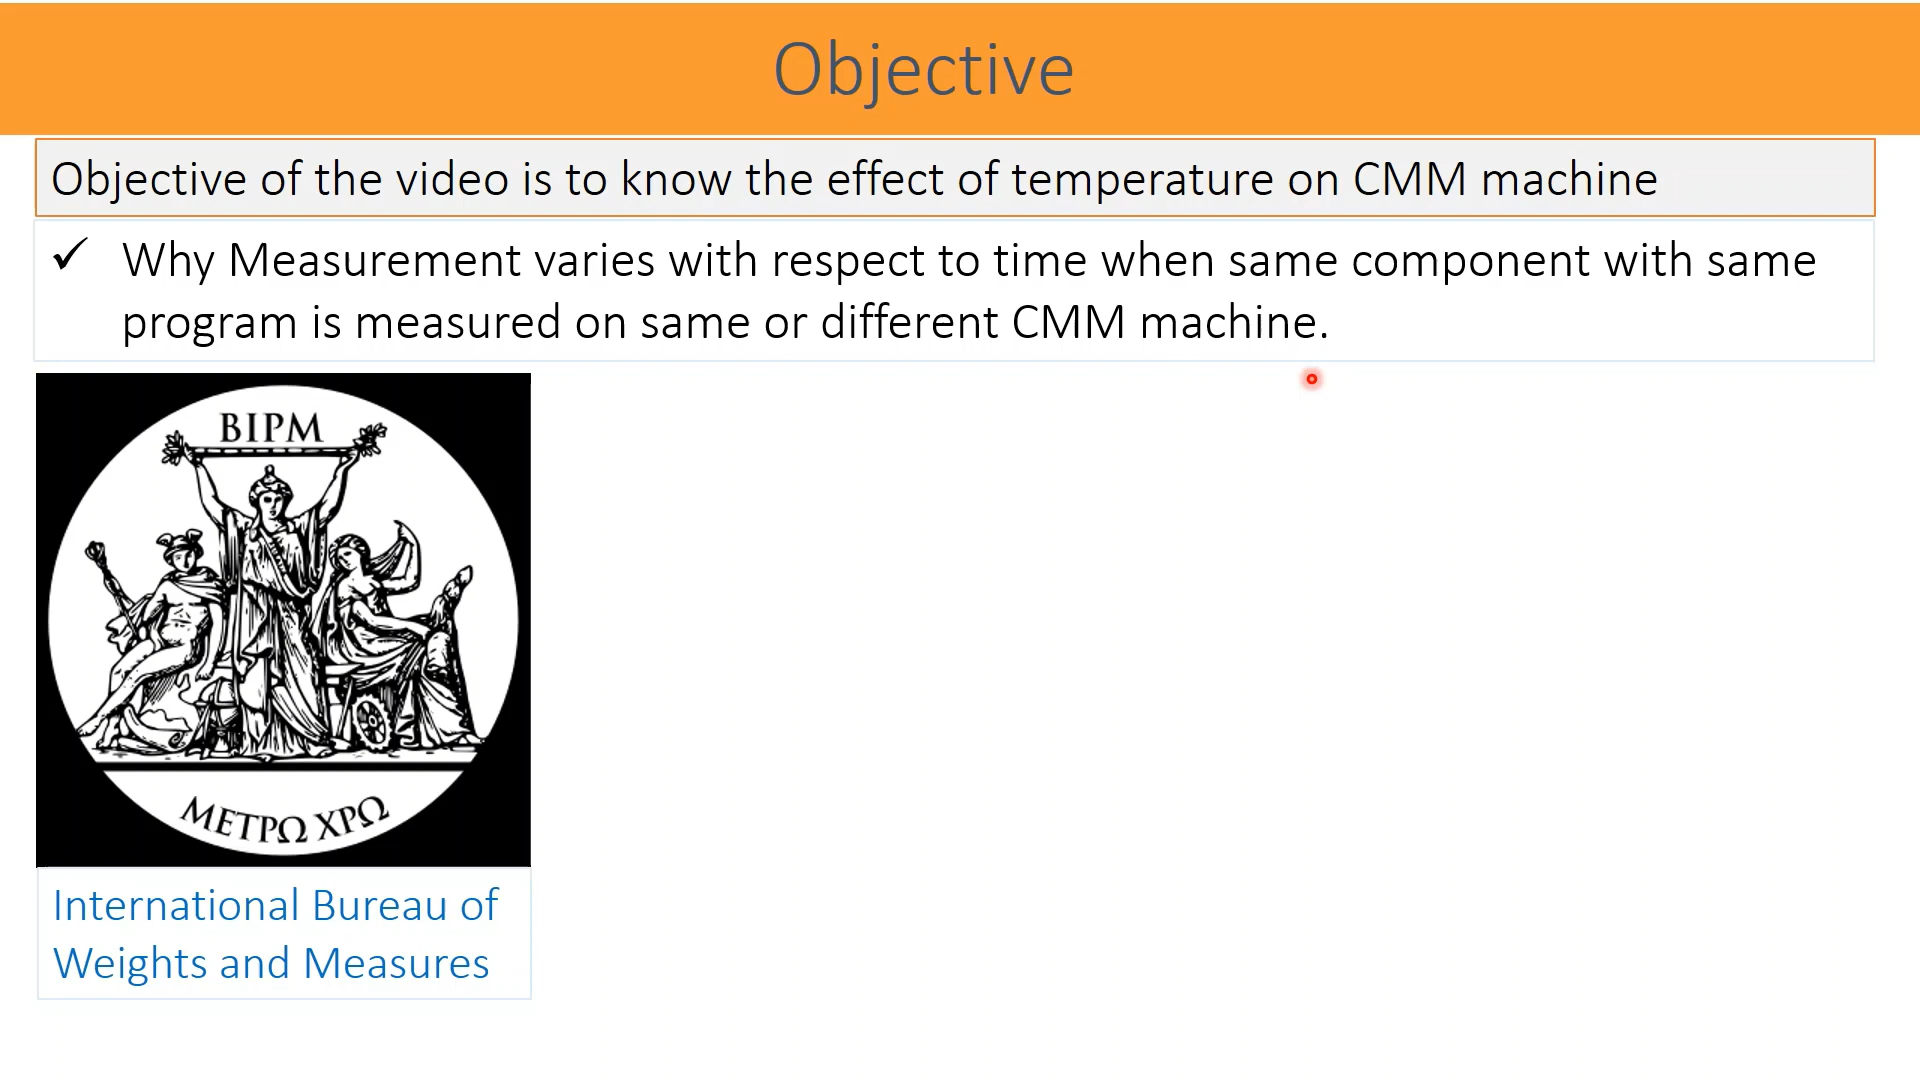 Objective
Objective of the video is to know the effect of temperature on CMM machine
✓ Why Measurement varies with respect to time when same component with same
program is measured on same or different CMM machine.
BIPM
ΜΕΤΡΩ ΧΡΩ
International Bureau of
Weights and Measures